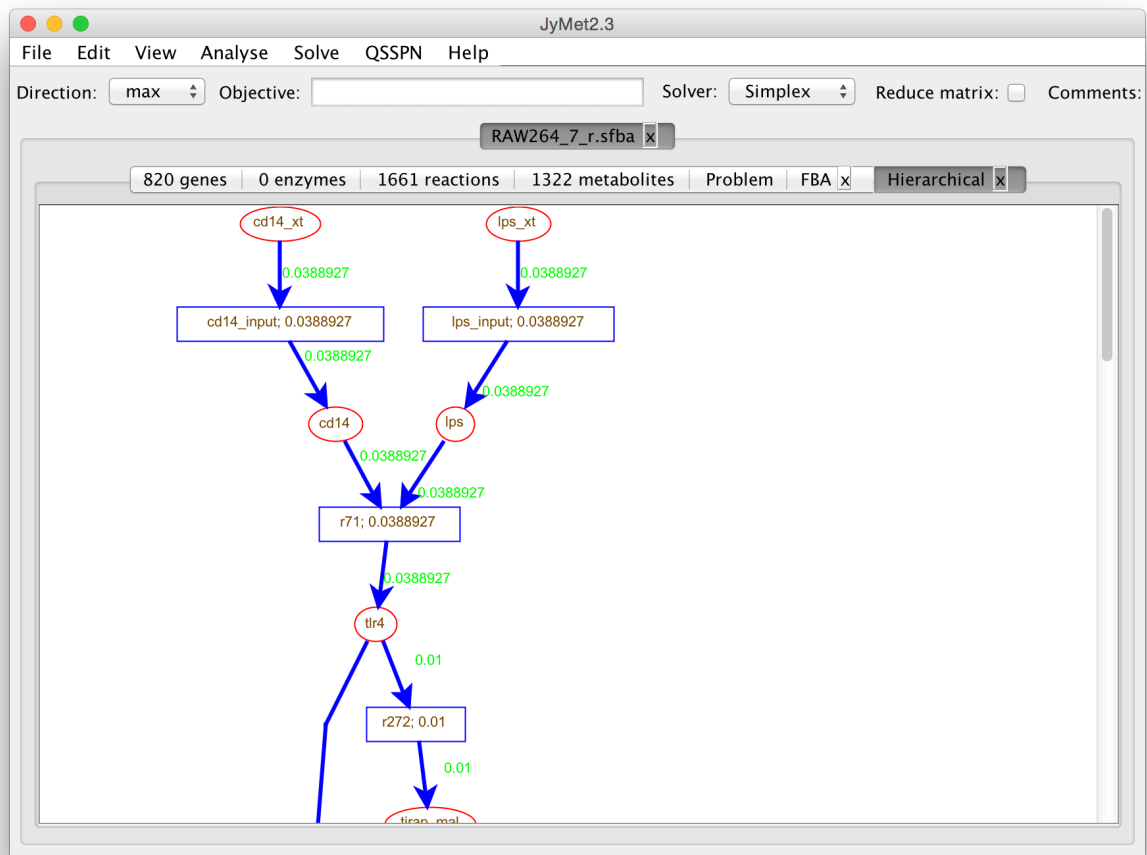 JyMet2.3
File Edit View Analyse Solve QSSPN Help
Direction: max Objective: Solver: Simplex Reduce matrix: Comments:
RAW264_7_r.sfba x
820 genes 0 enzymes 1661 reactions 1322 metabolites Problem FBA x Hierarchical x
cd14_xt lps_xt
0.0388927 0.0388927
cd14_input; 0.0388927 lps_input; 0.0388927
0.0388927
0.0388927
cd14 lps
0.0388927
0.0388927
r71; 0.0388927
0.0388927
tlr4
0.01
r272; 0.01
0.01
tirap_mal